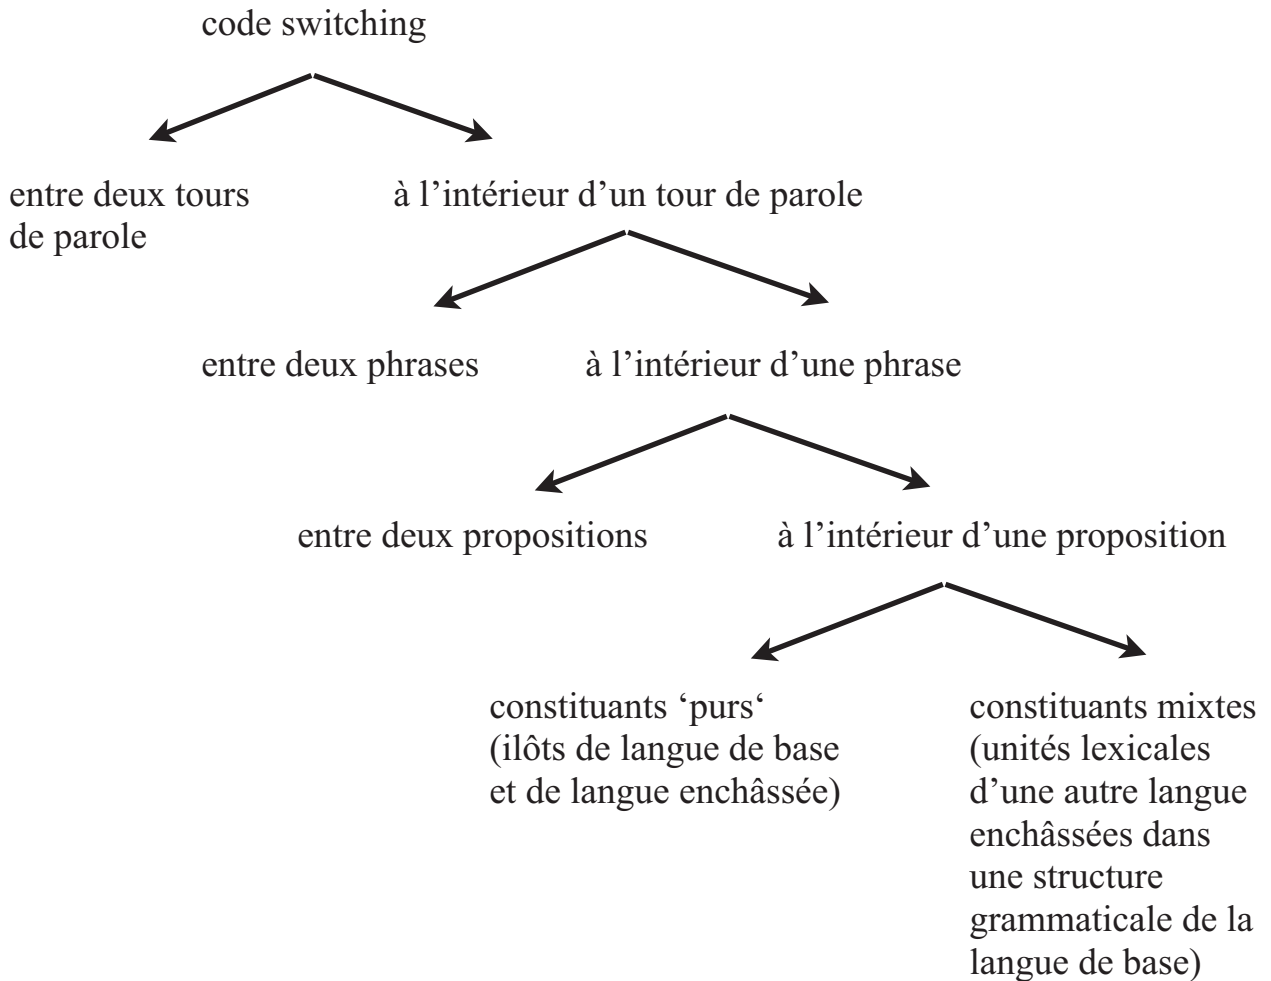 code switching
entre deux tours
de parole
à l’intérieur d’un tour de parole
entre deux phrases
à l’intérieur d’une phrase
entre deux propositions
à l’intérieur d’une proposition
constituants ‘purs‘
(ilôts de langue de base
et de langue enchâssée)
constituants mixtes
(unités lexicales
d’une autre langue
enchâssées dans
une structure
grammaticale de la
langue de base)